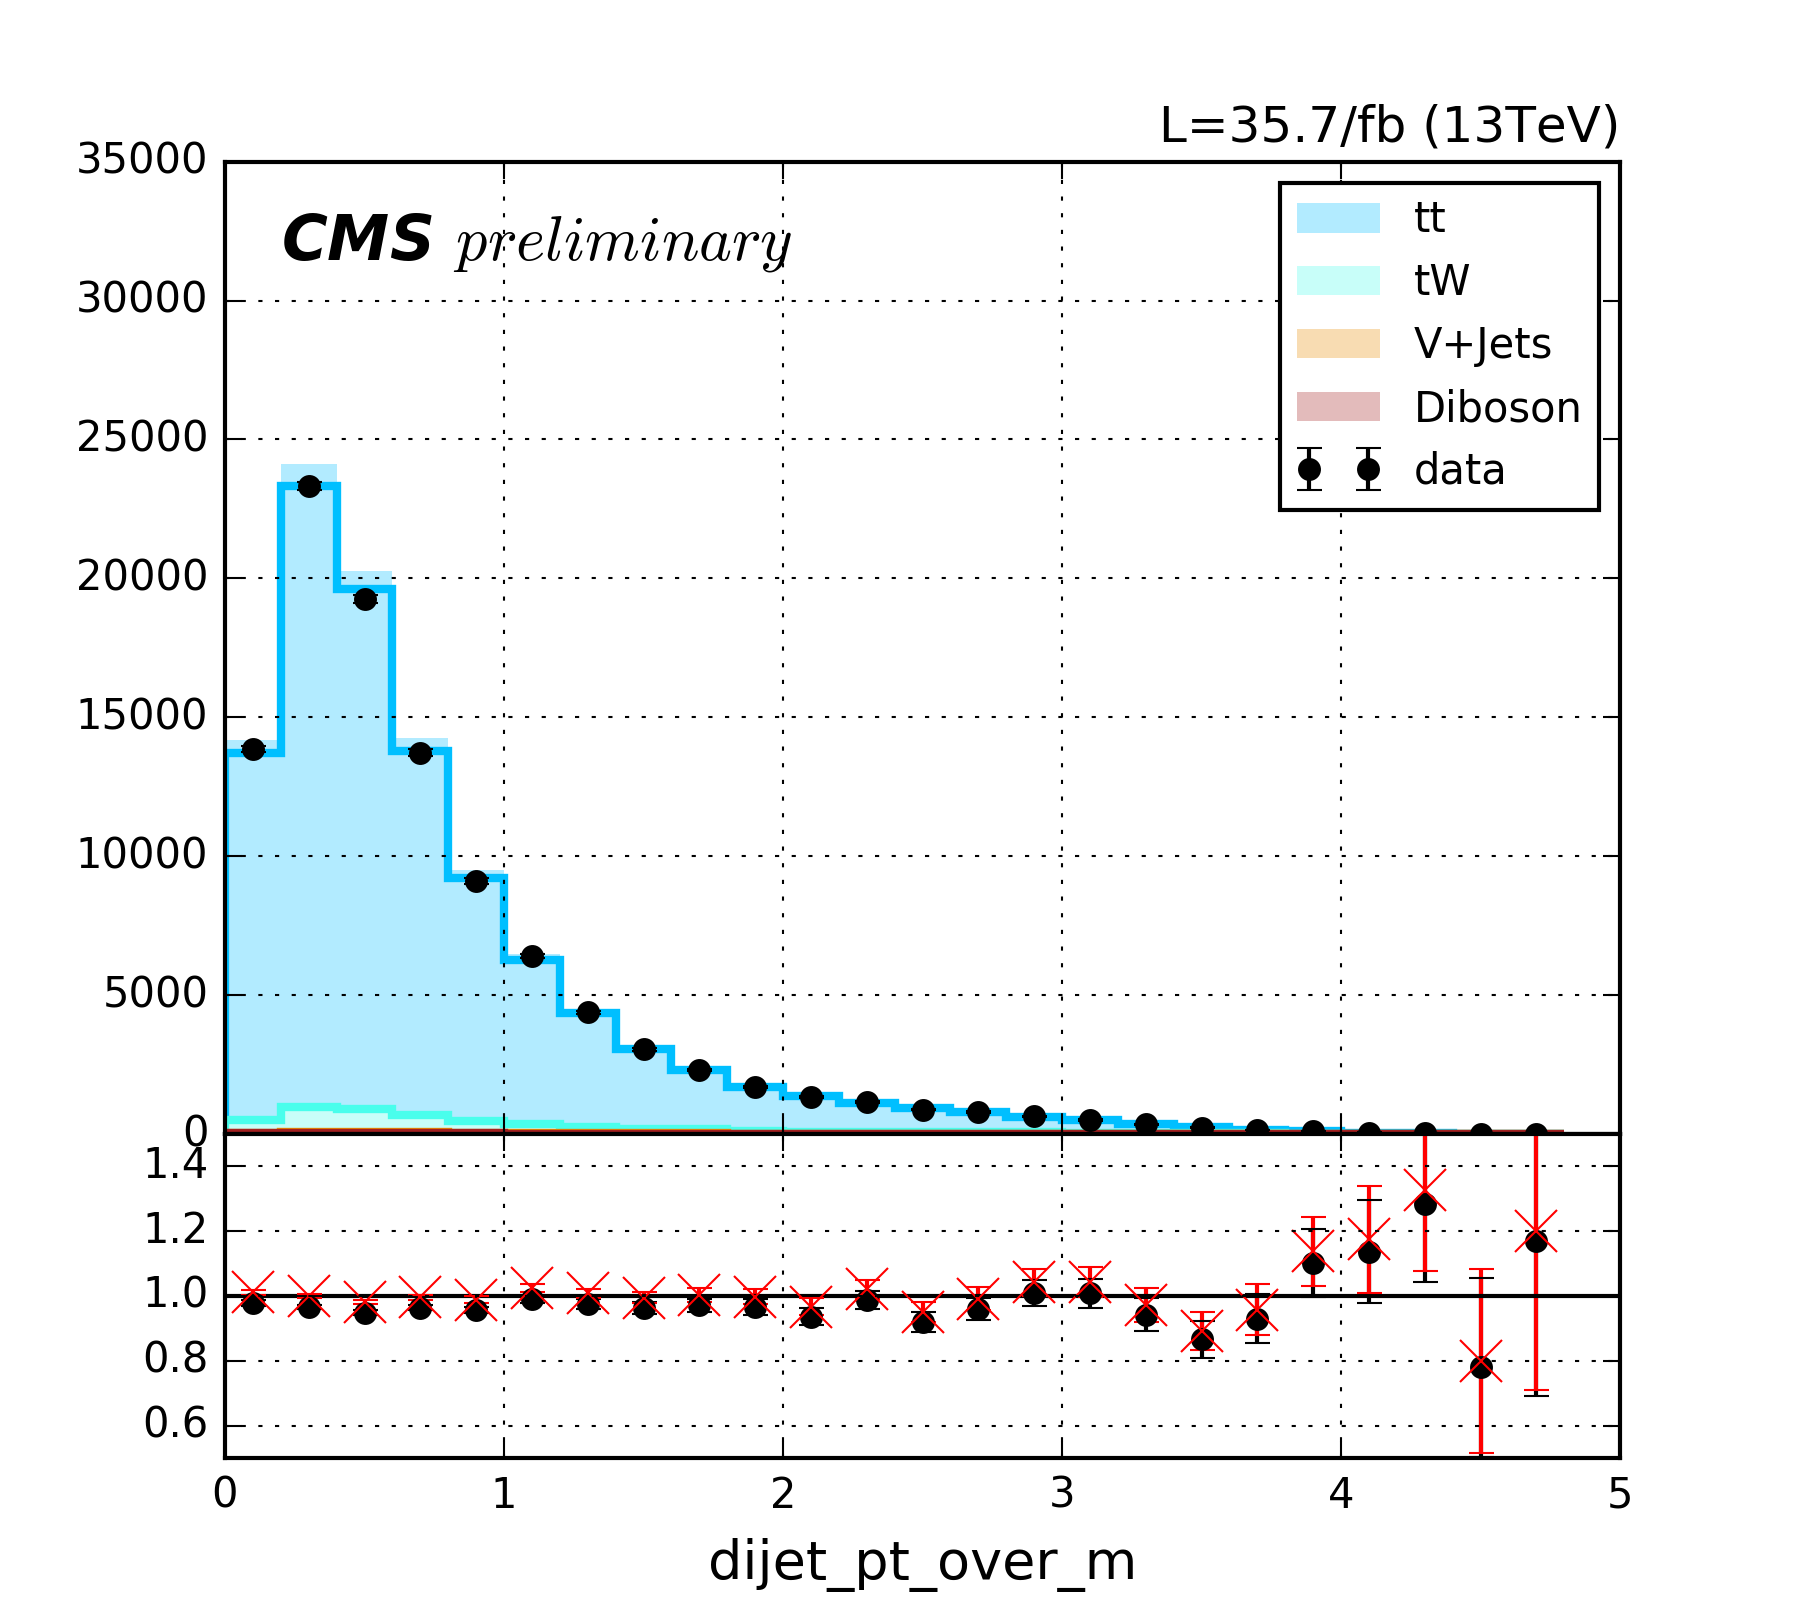 L=35.7/fb (13TeV)
CMS preliminary
35000
30000
25000
20000
15000
10000
5000
0
tt
tW
V+Jets
Diboson
data
1.4
1.2
1.0
0.8
0.6
0 1 2 3 4 5
dijet_pt_over_m